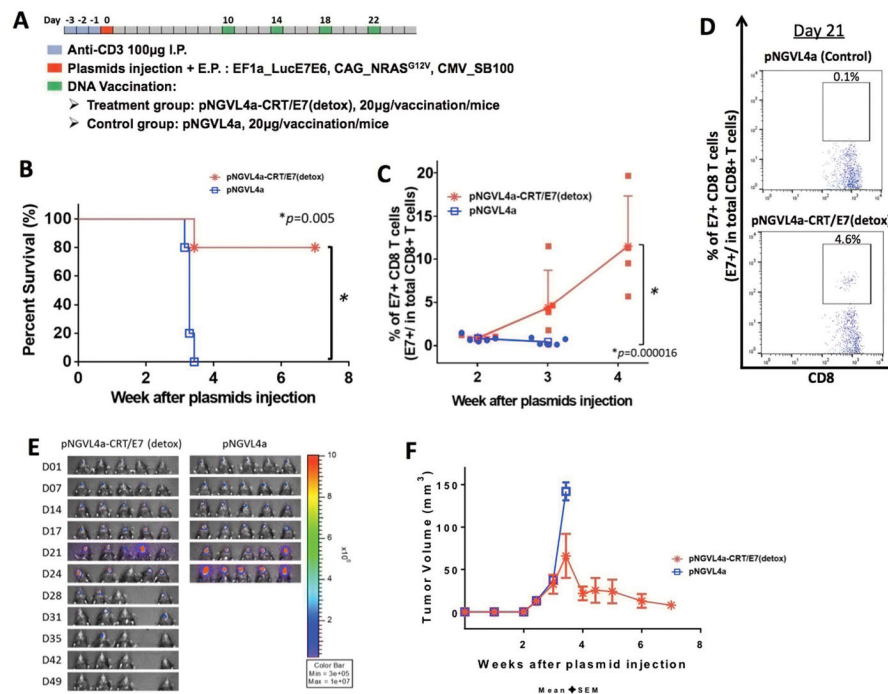 A
Day -3 -2 -1 0 10 14 18 22
Anti-CD3 100μg I.P.
Plasmids injection + E.P. : EF1a_LucE7E6, CAG_NRASG12V, CMV_SB100
DNA Vaccination:
➢ Treatment group: pNGVL4a-CRT/E7(detox), 20μg/vaccination/mice
➢ Control group: pNGVL4a, 20μg/vaccination/mice
B
pNGVL4a-CRT/E7(detox)
pNGVL4a
*p=0.005
*
Percent Survival (%)
100
80
60
40
20
0
0 2 4 6 8
Week after plasmids injection
C
pNGVL4a-CRT/E7(detox)
pNGVL4a
% of E7+ CD8 T cells
(E7+/ in total CD8+ T cells)
20
15
10
5
0
*
*p=0.000016
2 3 4
Week after plasmids injection
D
Day 21
pNGVL4a (Control)
0.1%
pNGVL4a-CRT/E7(detox)
4.6%
% of E7+ CD8 T cells
(E7+/ in total CD8+ T cells)
CD8
E
pNGVL4a-CRT/E7 (detox) pNGVL4a
D01
D07
D14
D17
D21
D24
D28
D31
D35
D42
D49
10
8
6
4
2
Color Bar
Min = 3e+05
Max = 1e+07
F
Tumor Volume (mm3)
150
100
50
0
pNGVL4a-CRT/E7(detox)
pNGVL4a
0 2 4 6 8
Weeks after plasmid injection
Mean SEM